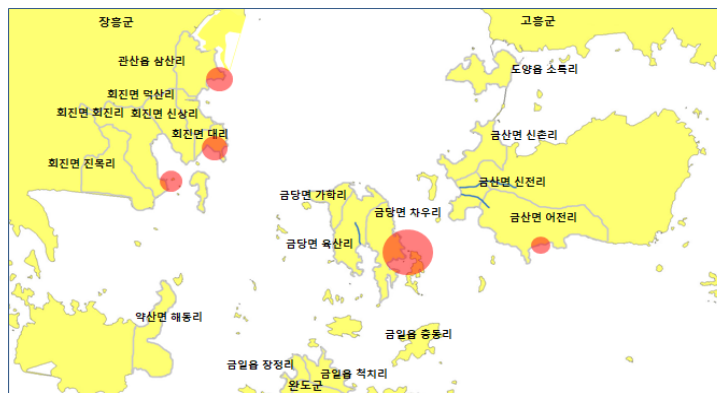 장흥군
고흥군
관산읍 삼산리
도양읍 소록리
회진면 덕산리
회진면 회진리
회진면 신상리
회진면 대리
금산면 신촌리
회진면 진목리
금산면 신전리
금당면 가학리
금당면 차우리
금산면 어전리
금당면 육산리
약산면 해동리
금일읍 충동리
금일읍 장정리
금일읍 척치리
완도군